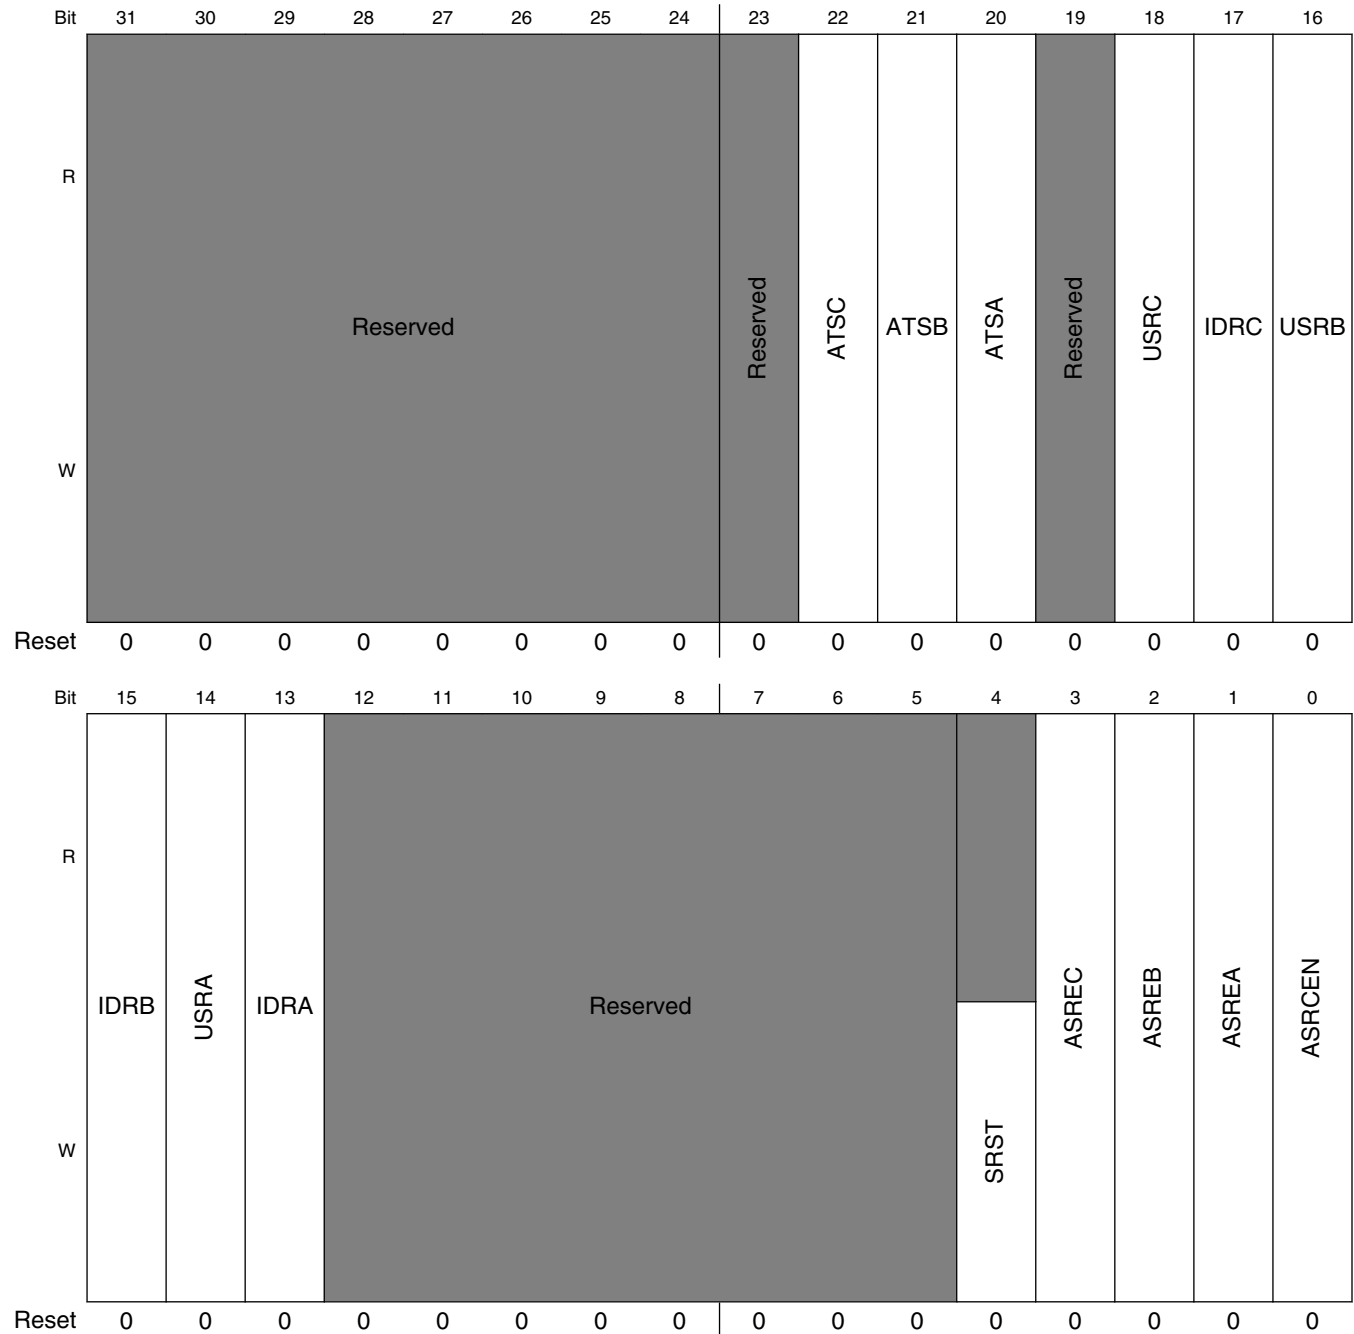 Bit 31 30 29 28 27 26 25 24 23 22 21 20 19 18 17 16
R
Reserved Reserved ATSC ATSB ATSA Reserved USRC IDRC USRB
W
Reset 0 0 0 0 0 0 0 0 0 0 0 0 0 0 0 0
Bit 15 14 13 12 11 10 9 8 7 6 5 4 3 2 1 0
R
IDRB USRA IDRA Reserved ASREC ASREB ASREA ASRCEN
W SRST
Reset 0 0 0 0 0 0 0 0 0 0 0 0 0 0 0 0